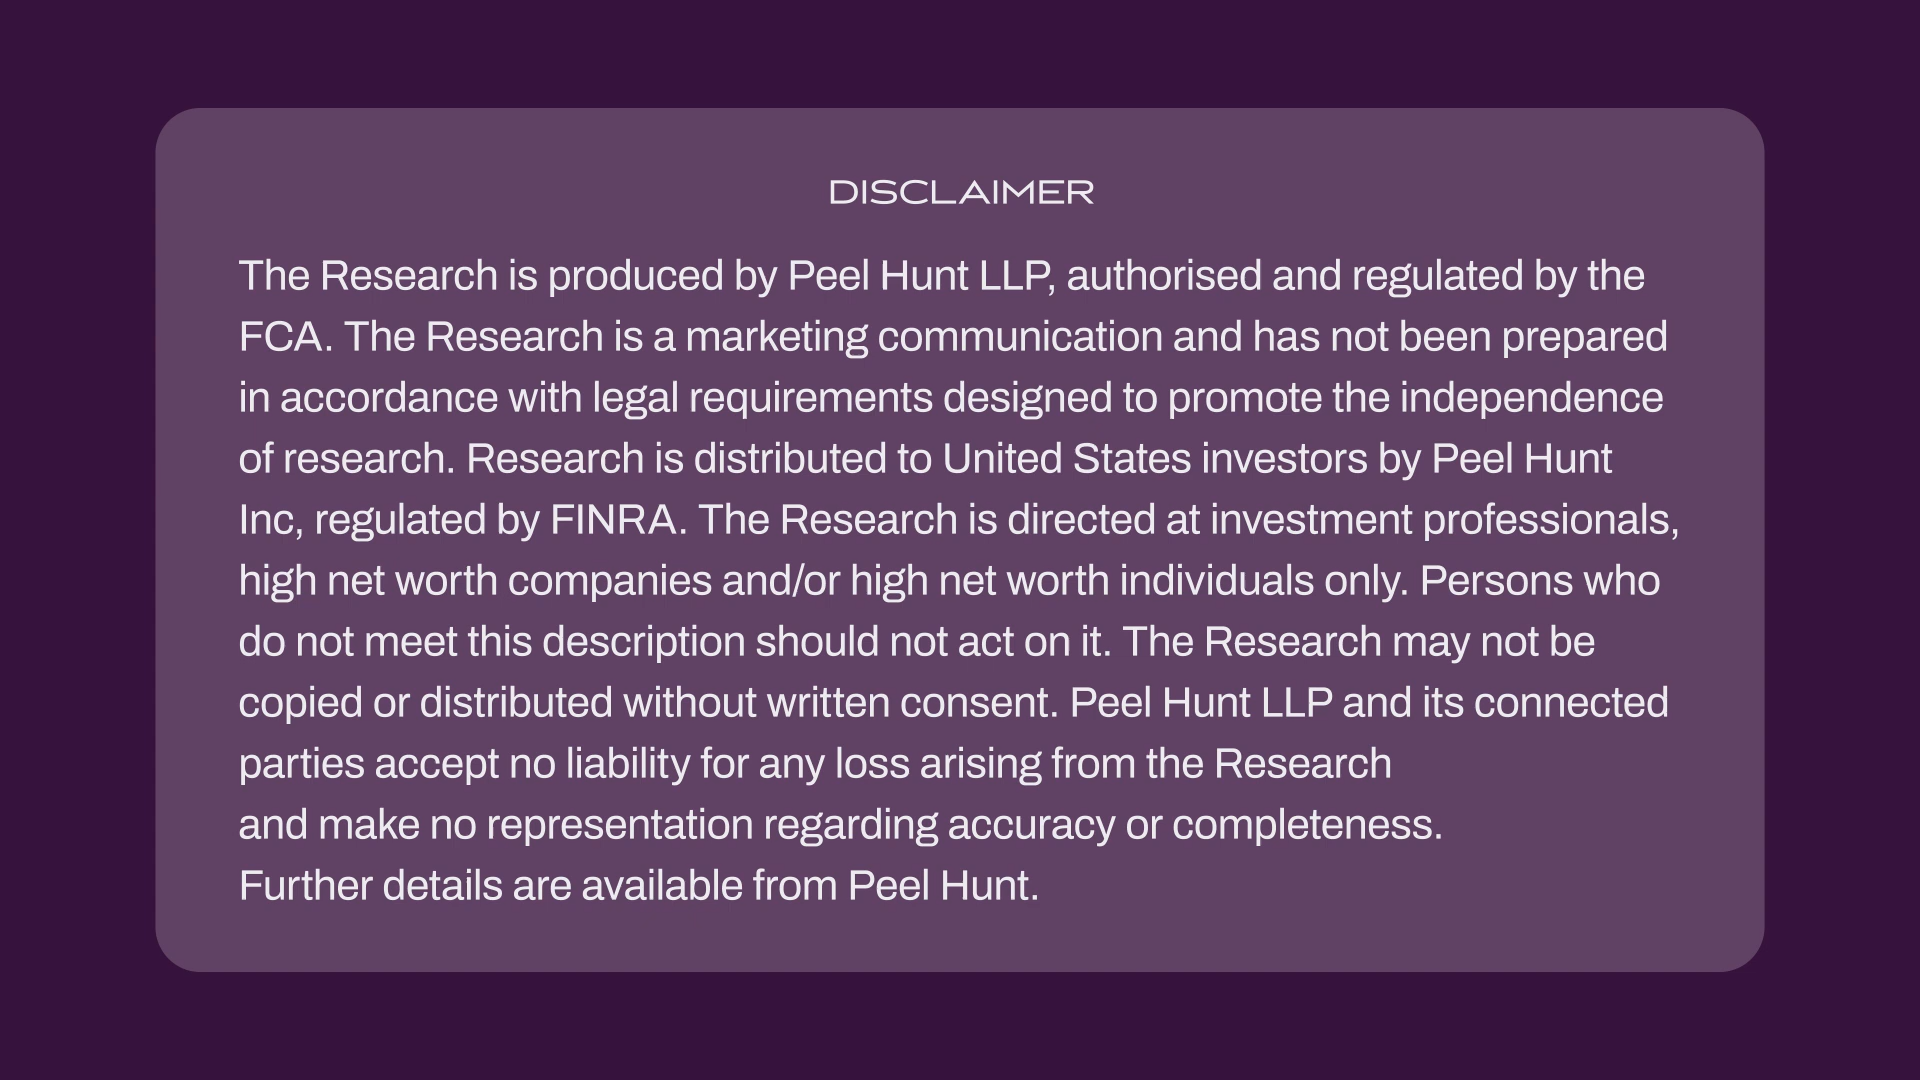 DISCLAIMER
The Research is produced by Peel Hunt LLP, authorised and regulated by the
FCA. The Research is a marketing communication and has not been prepared
in accordance with legal requirements designed to promote the independence
of research. Research is distributed to United States investors by Peel Hunt
Inc, regulated by FINRA. The Research is directed at investment professionals,
high net worth companies and/or high net worth individuals only. Persons who
do not meet this description should not act on it. The Research may not be
copied or distributed without written consent. Peel Hunt LLP and its connected
parties accept no liability for any loss arising from the Research
and make no representation regarding accuracy or completeness.
Further details are available from Peel Hunt.